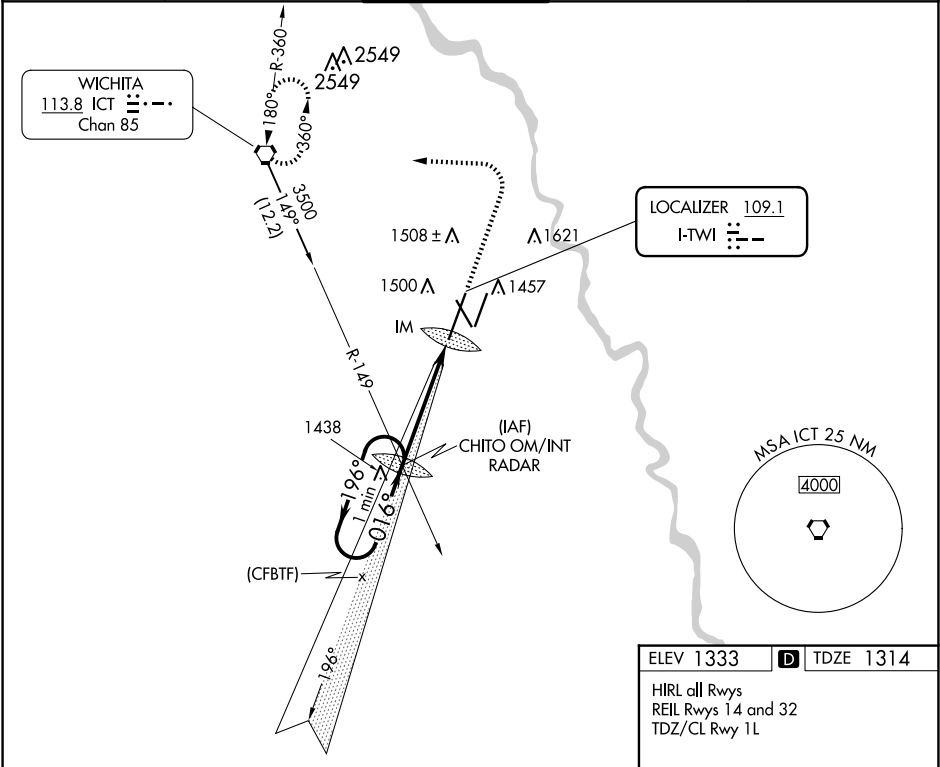 R-360
2549
2549
WICHITA
113.8 ICT
Chan 85
180°
360°
3500
149°
(12.2)
LOCALIZER 109.1
I-TWI
1508 ±
1621
1500
1457
IM
R-149
1438
(IAF)
CHITO OM/INT
RADAR
MSA ICT 25 NM
4000
196°
1 min
016°
(CFBTF)
x
196°
ELEV 1333 D TDZE 1314
HIRL all Rwys
REIL Rwys 14 and 32
TDZ/CL Rwy 1L